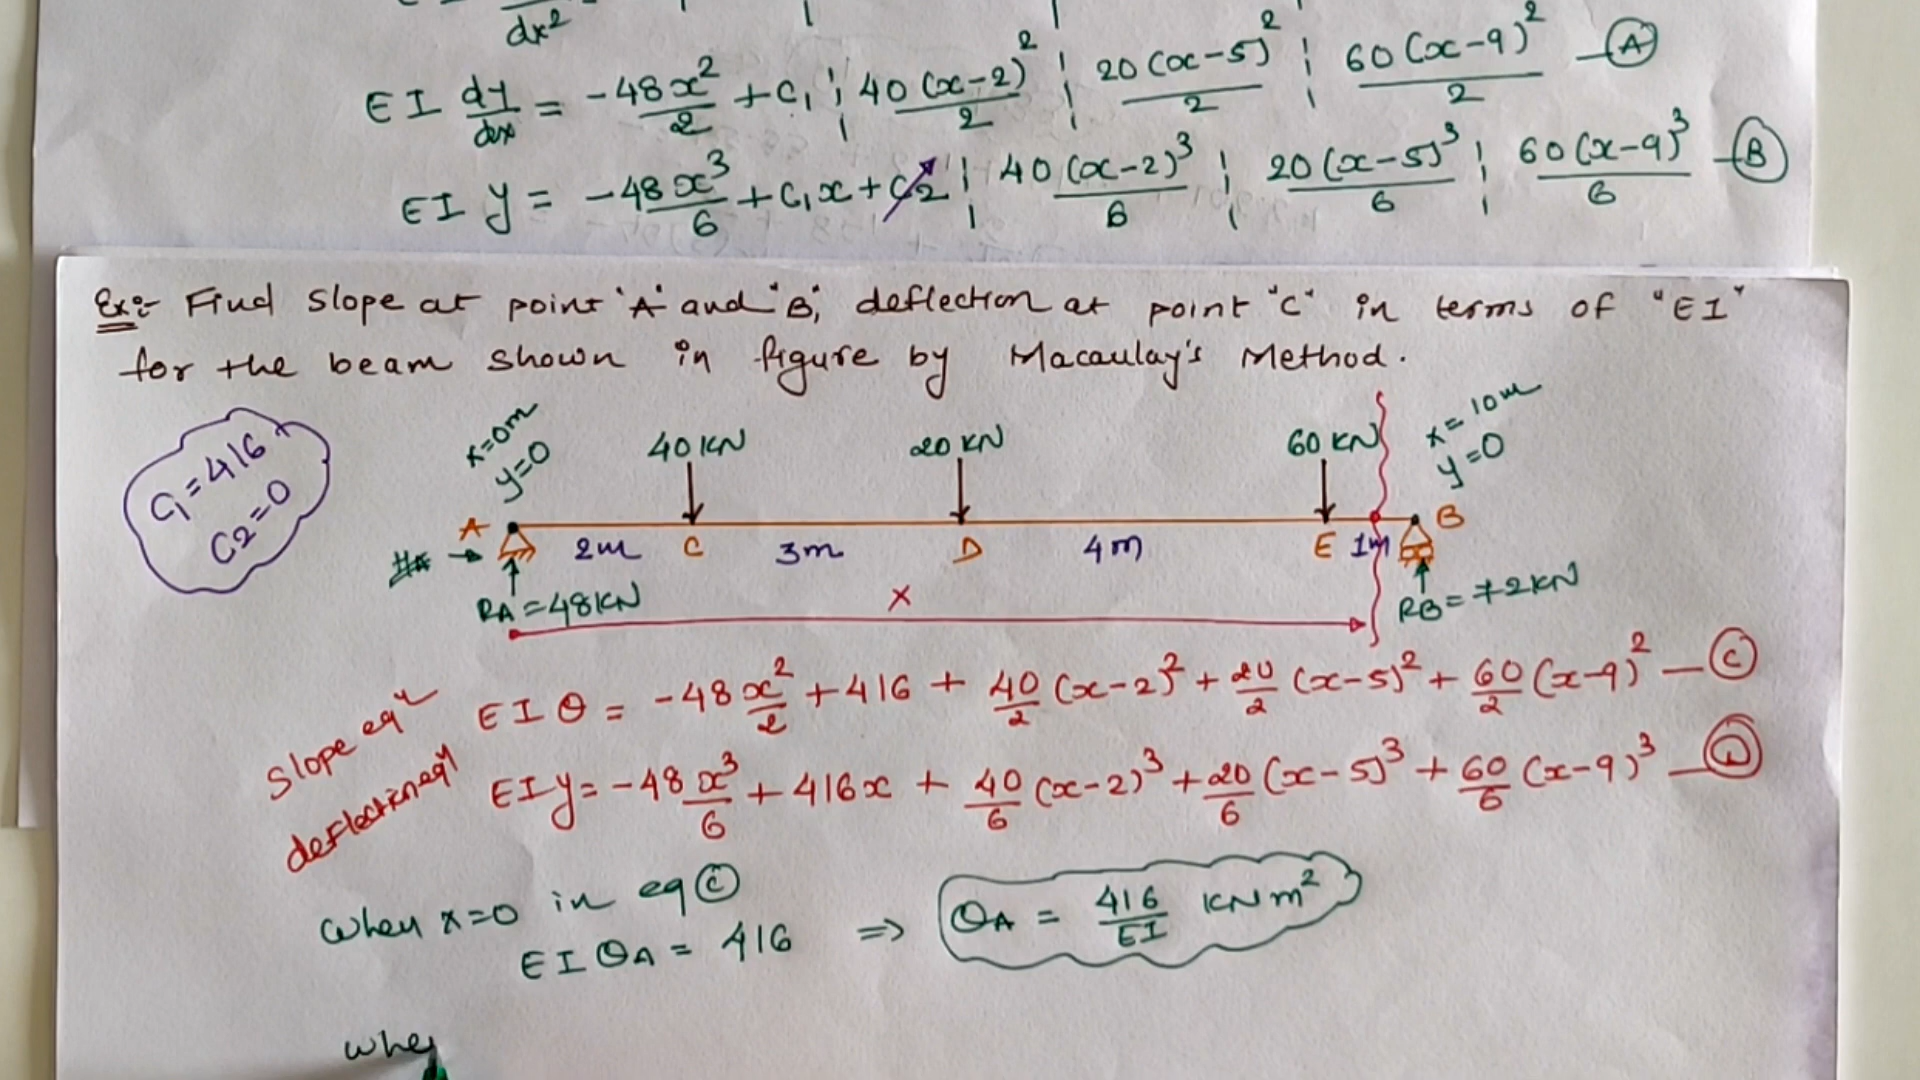 dx²
EI dy/dx = -48x²/2 + C₁ ¦ 40(x-2)²/2 ¦ 20(x-5)²/2 ¦ 60(x-9)²/2 —Ⓐ
EI y = -48x³/6 + C₁x + C₂ ¦ 40(x-2)³/6 ¦ 20(x-5)³/6 ¦ 60(x-9)³/6 —Ⓑ
Ex:- Find slope at point "A" and "B", deflection at point "C" in terms of "EI"
for the beam shown in figure by Macaulay's Method.
C₁=416
C₂=0
x=0m
y=0
40 KN
20 KN
60 KN
x=10m
y=0
A
B
2m C 3m D 4m E 1m
RA=48KN
x
RB=72KN
Slope eqⁿ EIθ = -48x²/2 + 416 + 40/2 (x-2)² + 20/2 (x-5)² + 60/2 (x-9)² —Ⓒ
deflection eqⁿ EIy = -48x³/6 + 416x + 40/6 (x-2)³ + 20/6 (x-5)³ + 60/6 (x-9)³ —Ⓓ
when x=0 in eq Ⓒ
EIθA = 416 ⇒ θA = 416/EI KNm²
whe